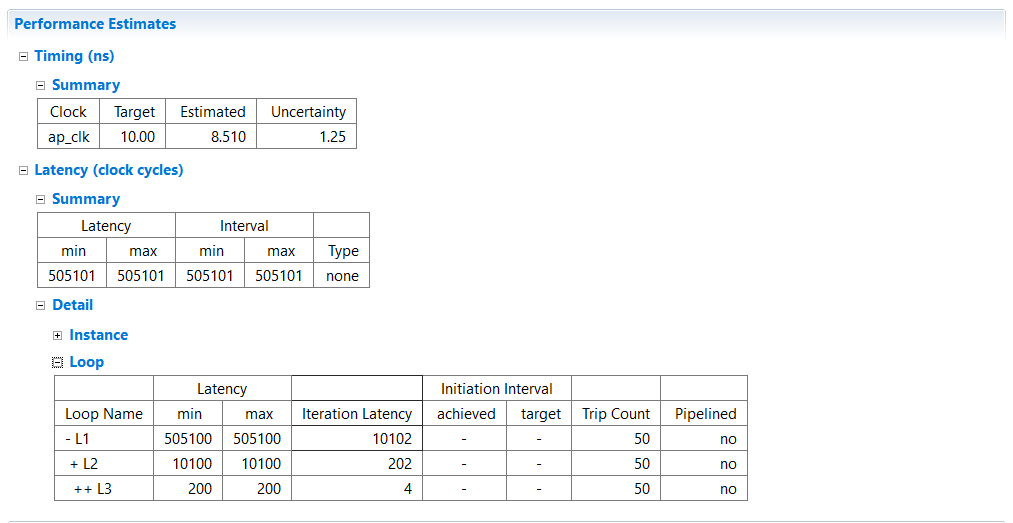 Performance Estimates
Timing (ns)
Summary
Clock Target Estimated Uncertainty
ap_clk 10.00 8.510 1.25
Latency (clock cycles)
Summary
Latency Interval
min max min max Type
505101 505101 505101 505101 none
Detail
Instance
Loop
Latency Initiation Interval
Loop Name min max Iteration Latency achieved target Trip Count Pipelined
- L1 505100 505100 10102 - - 50 no
+ L2 10100 10100 202 - - 50 no
++ L3 200 200 4 - - 50 no